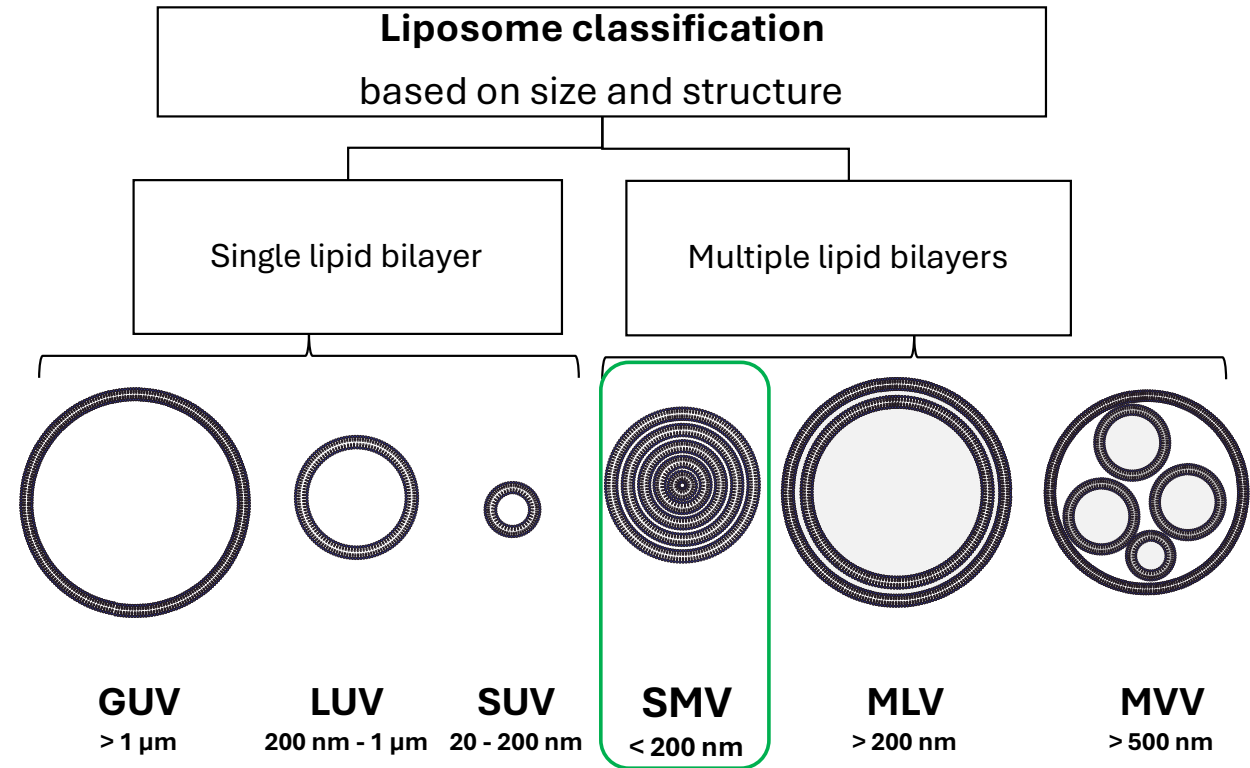 Liposome classification
based on size and structure
Single lipid bilayer
Multiple lipid bilayers
GUV
> 1 µm
LUV
200 nm - 1 µm
SUV
20 - 200 nm
SMV
< 200 nm
MLV
> 200 nm
MVV
> 500 nm